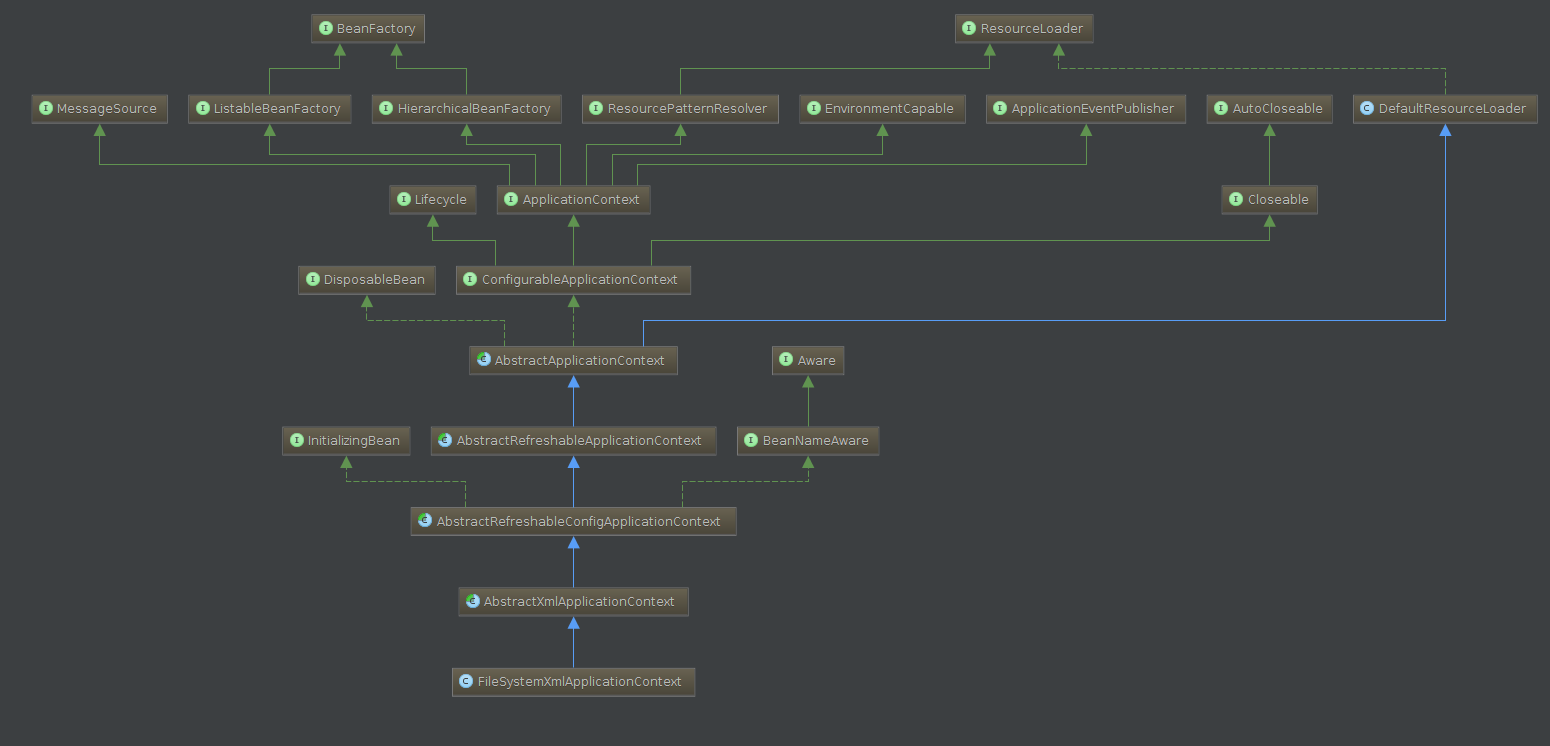 I BeanFactory
I ResourceLoader
I MessageSource
I ListableBeanFactory
I HierarchicalBeanFactory
I ResourcePatternResolver
I EnvironmentCapable
I ApplicationEventPublisher
I AutoCloseable
C DefaultResourceLoader
I Lifecycle
I ApplicationContext
I Closeable
I DisposableBean
I ConfigurableApplicationContext
C AbstractApplicationContext
I Aware
I InitializingBean
C AbstractRefreshableApplicationContext
I BeanNameAware
C AbstractRefreshableConfigApplicationContext
C AbstractXmlApplicationContext
C FileSystemXmlApplicationContext